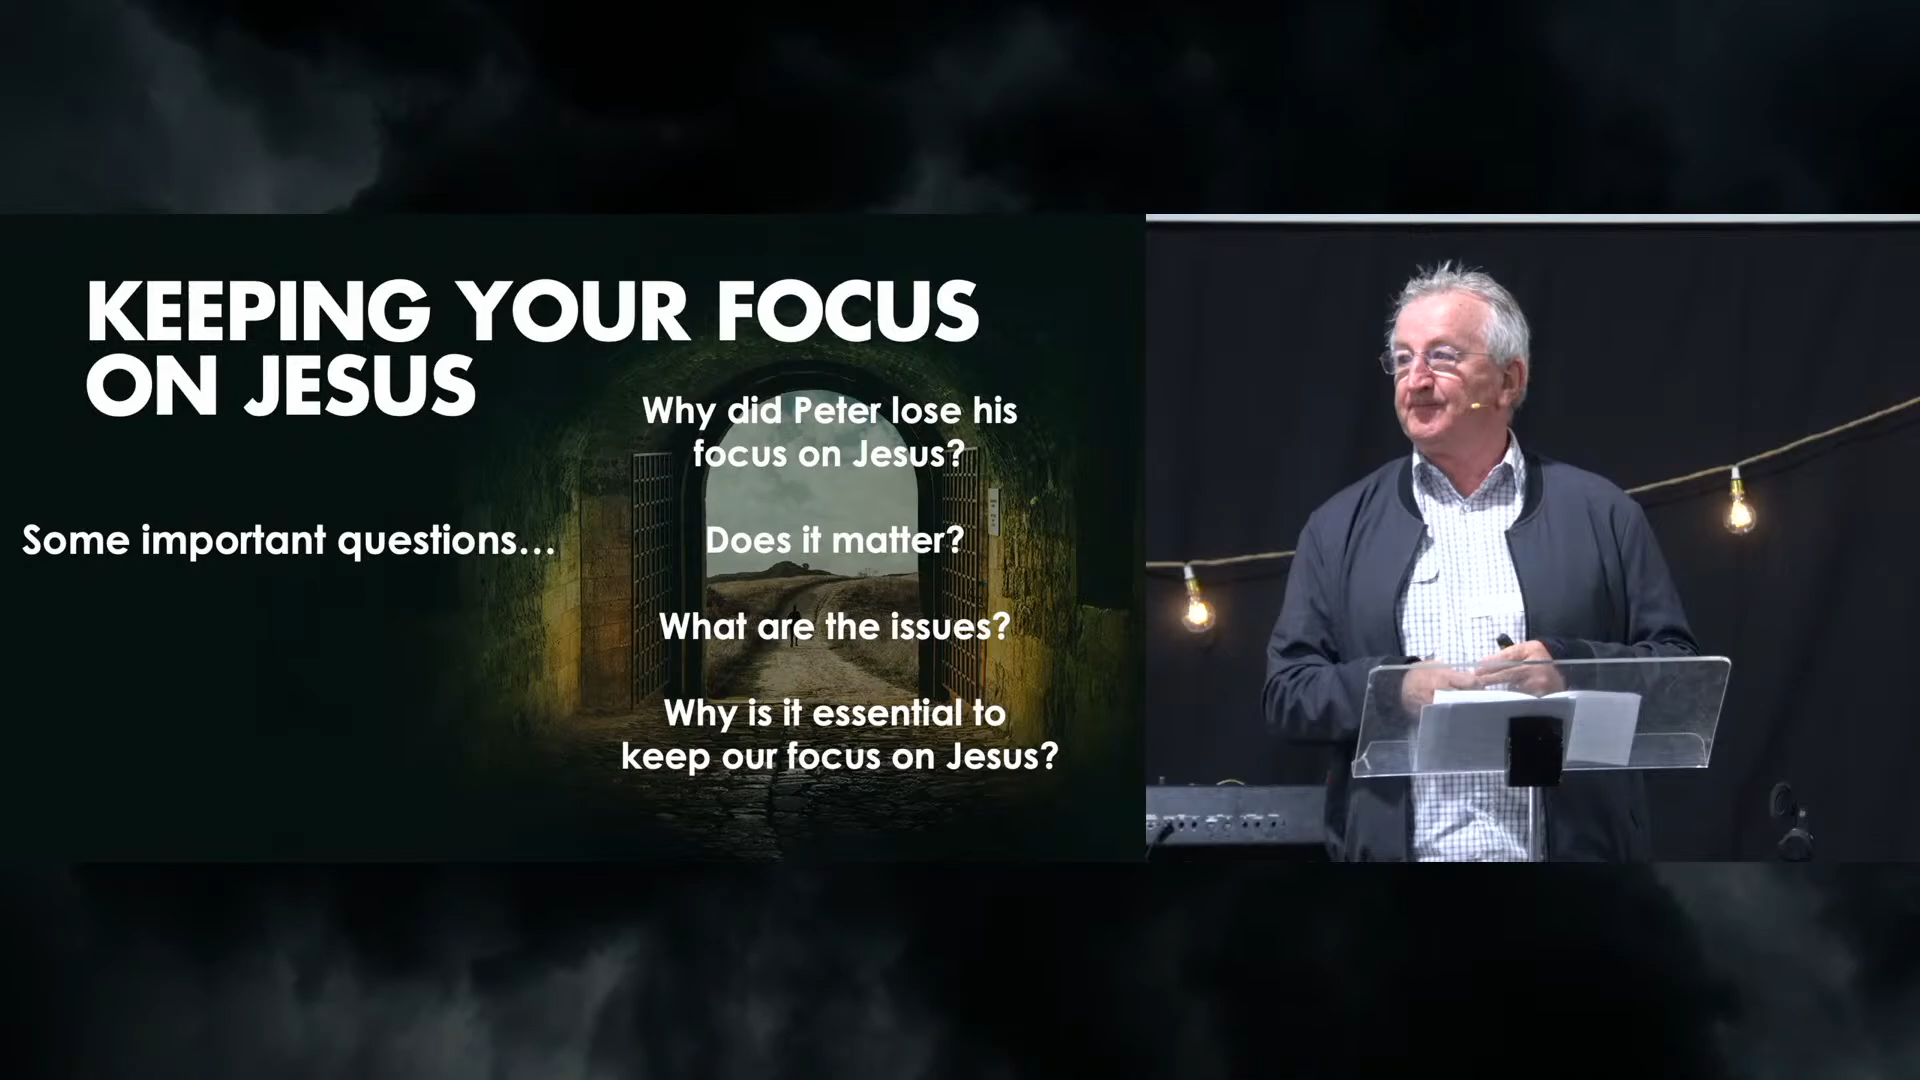 KEEPING YOUR FOCUS
ON JESUS
Some important questions...
Why did Peter lose his
focus on Jesus?
Does it matter?
What are the issues?
Why is it essential to
keep our focus on Jesus?